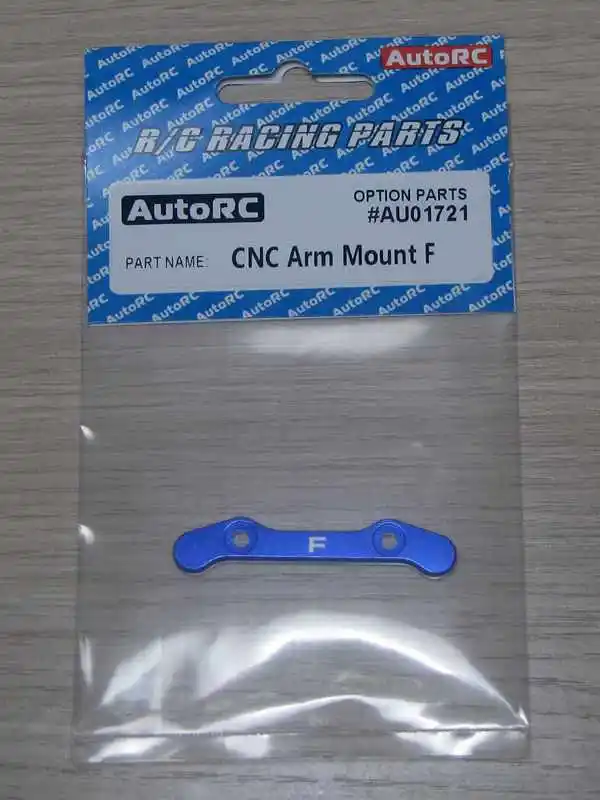 AutoRC
R/C RACING PARTS
AutoRC
OPTION PARTS
#AU01721
PART NAME: CNC Arm Mount F
F